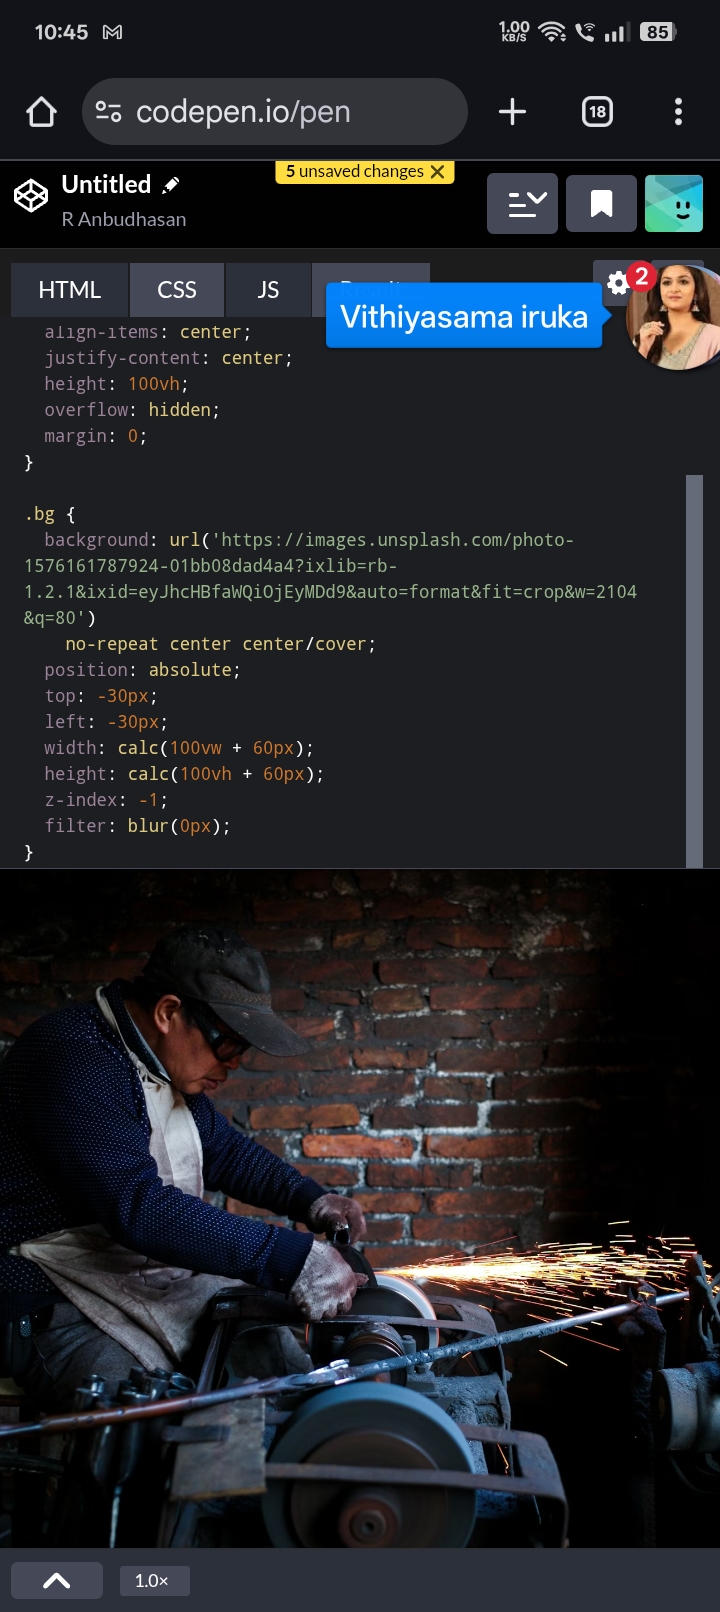 10:45
1.00
KB/S
85
codepen.io/pen
18
5 unsaved changes
Untitled
R Anbudhasan
HTML
CSS
JS
2
Vithiyasama iruka
align-items: center;
justify-content: center;
height: 100vh;
overflow: hidden;
margin: 0;
}
.bg {
background: url('https://images.unsplash.com/photo-
1576161787924-01bb08dad4a4?ixlib=rb-
1.2.1&ixid=eyJhcHBfaWQiOjEyMDd9&auto=format&fit=crop&w=2104
&q=80')
no-repeat center center/cover;
position: absolute;
top: -30px;
left: -30px;
width: calc(100vw + 60px);
height: calc(100vh + 60px);
z-index: -1;
filter: blur(0px);
}
1.0×